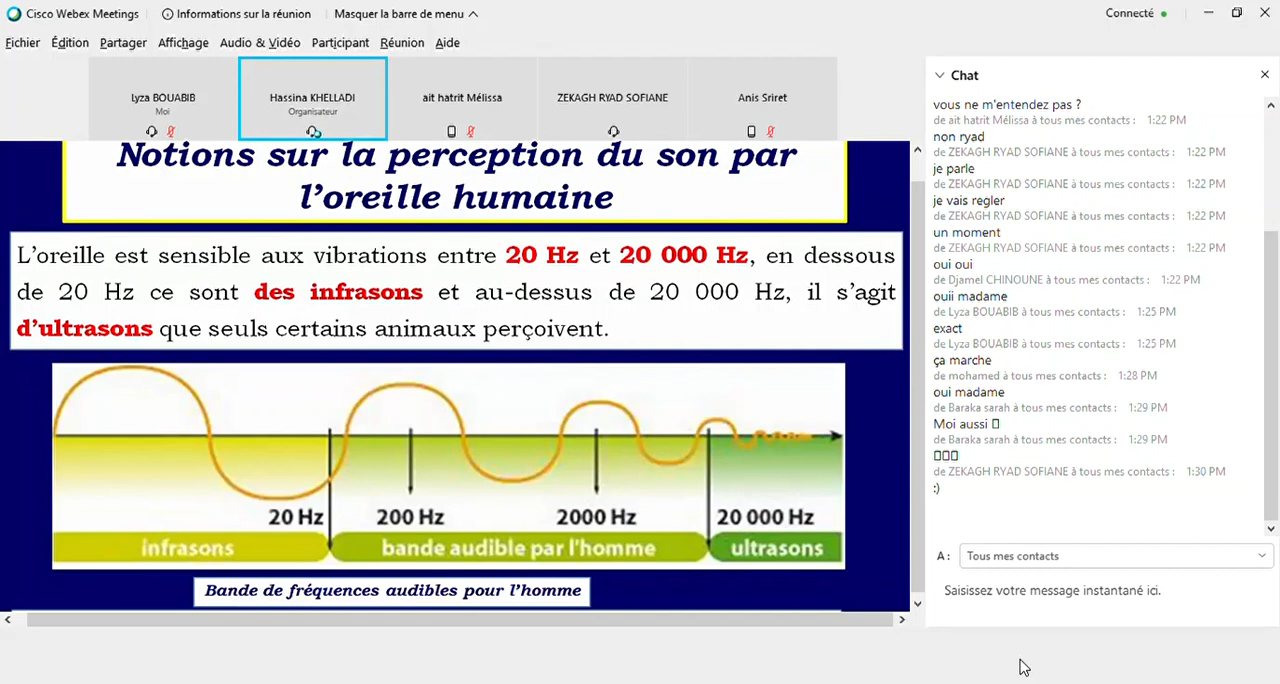 Cisco Webex Meetings
Informations sur la réunion
Masquer la barre de menu
Connecté
Fichier Édition Partager Affichage Audio & Vidéo Participant Réunion Aide
Lyza BOUABIB
Moi
Hassina KHELLADI
Organisateur
ait hatrit Mélissa
ZEKAGH RYAD SOFIANE
Anis Sriret
Notions sur la perception du son par
l’oreille humaine
L’oreille est sensible aux vibrations entre 20 Hz et 20 000 Hz, en dessous
de 20 Hz ce sont des infrasons et au-dessus de 20 000 Hz, il s’agit
d’ultrasons que seuls certains animaux perçoivent.
20 Hz 200 Hz 2000 Hz 20 000 Hz
infrasons bande audible par l'homme ultrasons
Bande de fréquences audibles pour l’homme
Chat
vous ne m'entendez pas ?
de ait hatrit Mélissa à tous mes contacts : 1:22 PM
non ryad
de ZEKAGH RYAD SOFIANE à tous mes contacts : 1:22 PM
je parle
de ZEKAGH RYAD SOFIANE à tous mes contacts : 1:22 PM
je vais regler
de ZEKAGH RYAD SOFIANE à tous mes contacts : 1:22 PM
un moment
de ZEKAGH RYAD SOFIANE à tous mes contacts : 1:22 PM
oui oui
de Djamel CHINOUNE à tous mes contacts : 1:22 PM
ouii madame
de Lyza BOUABIB à tous mes contacts : 1:25 PM
exact
de Lyza BOUABIB à tous mes contacts : 1:25 PM
ça marche
de mohamed à tous mes contacts : 1:28 PM
oui madame
de Baraka sarah à tous mes contacts : 1:29 PM
Moi aussi
de Baraka sarah à tous mes contacts : 1:29 PM
de ZEKAGH RYAD SOFIANE à tous mes contacts : 1:30 PM
:)
A : Tous mes contacts
Saisissez votre message instantané ici.